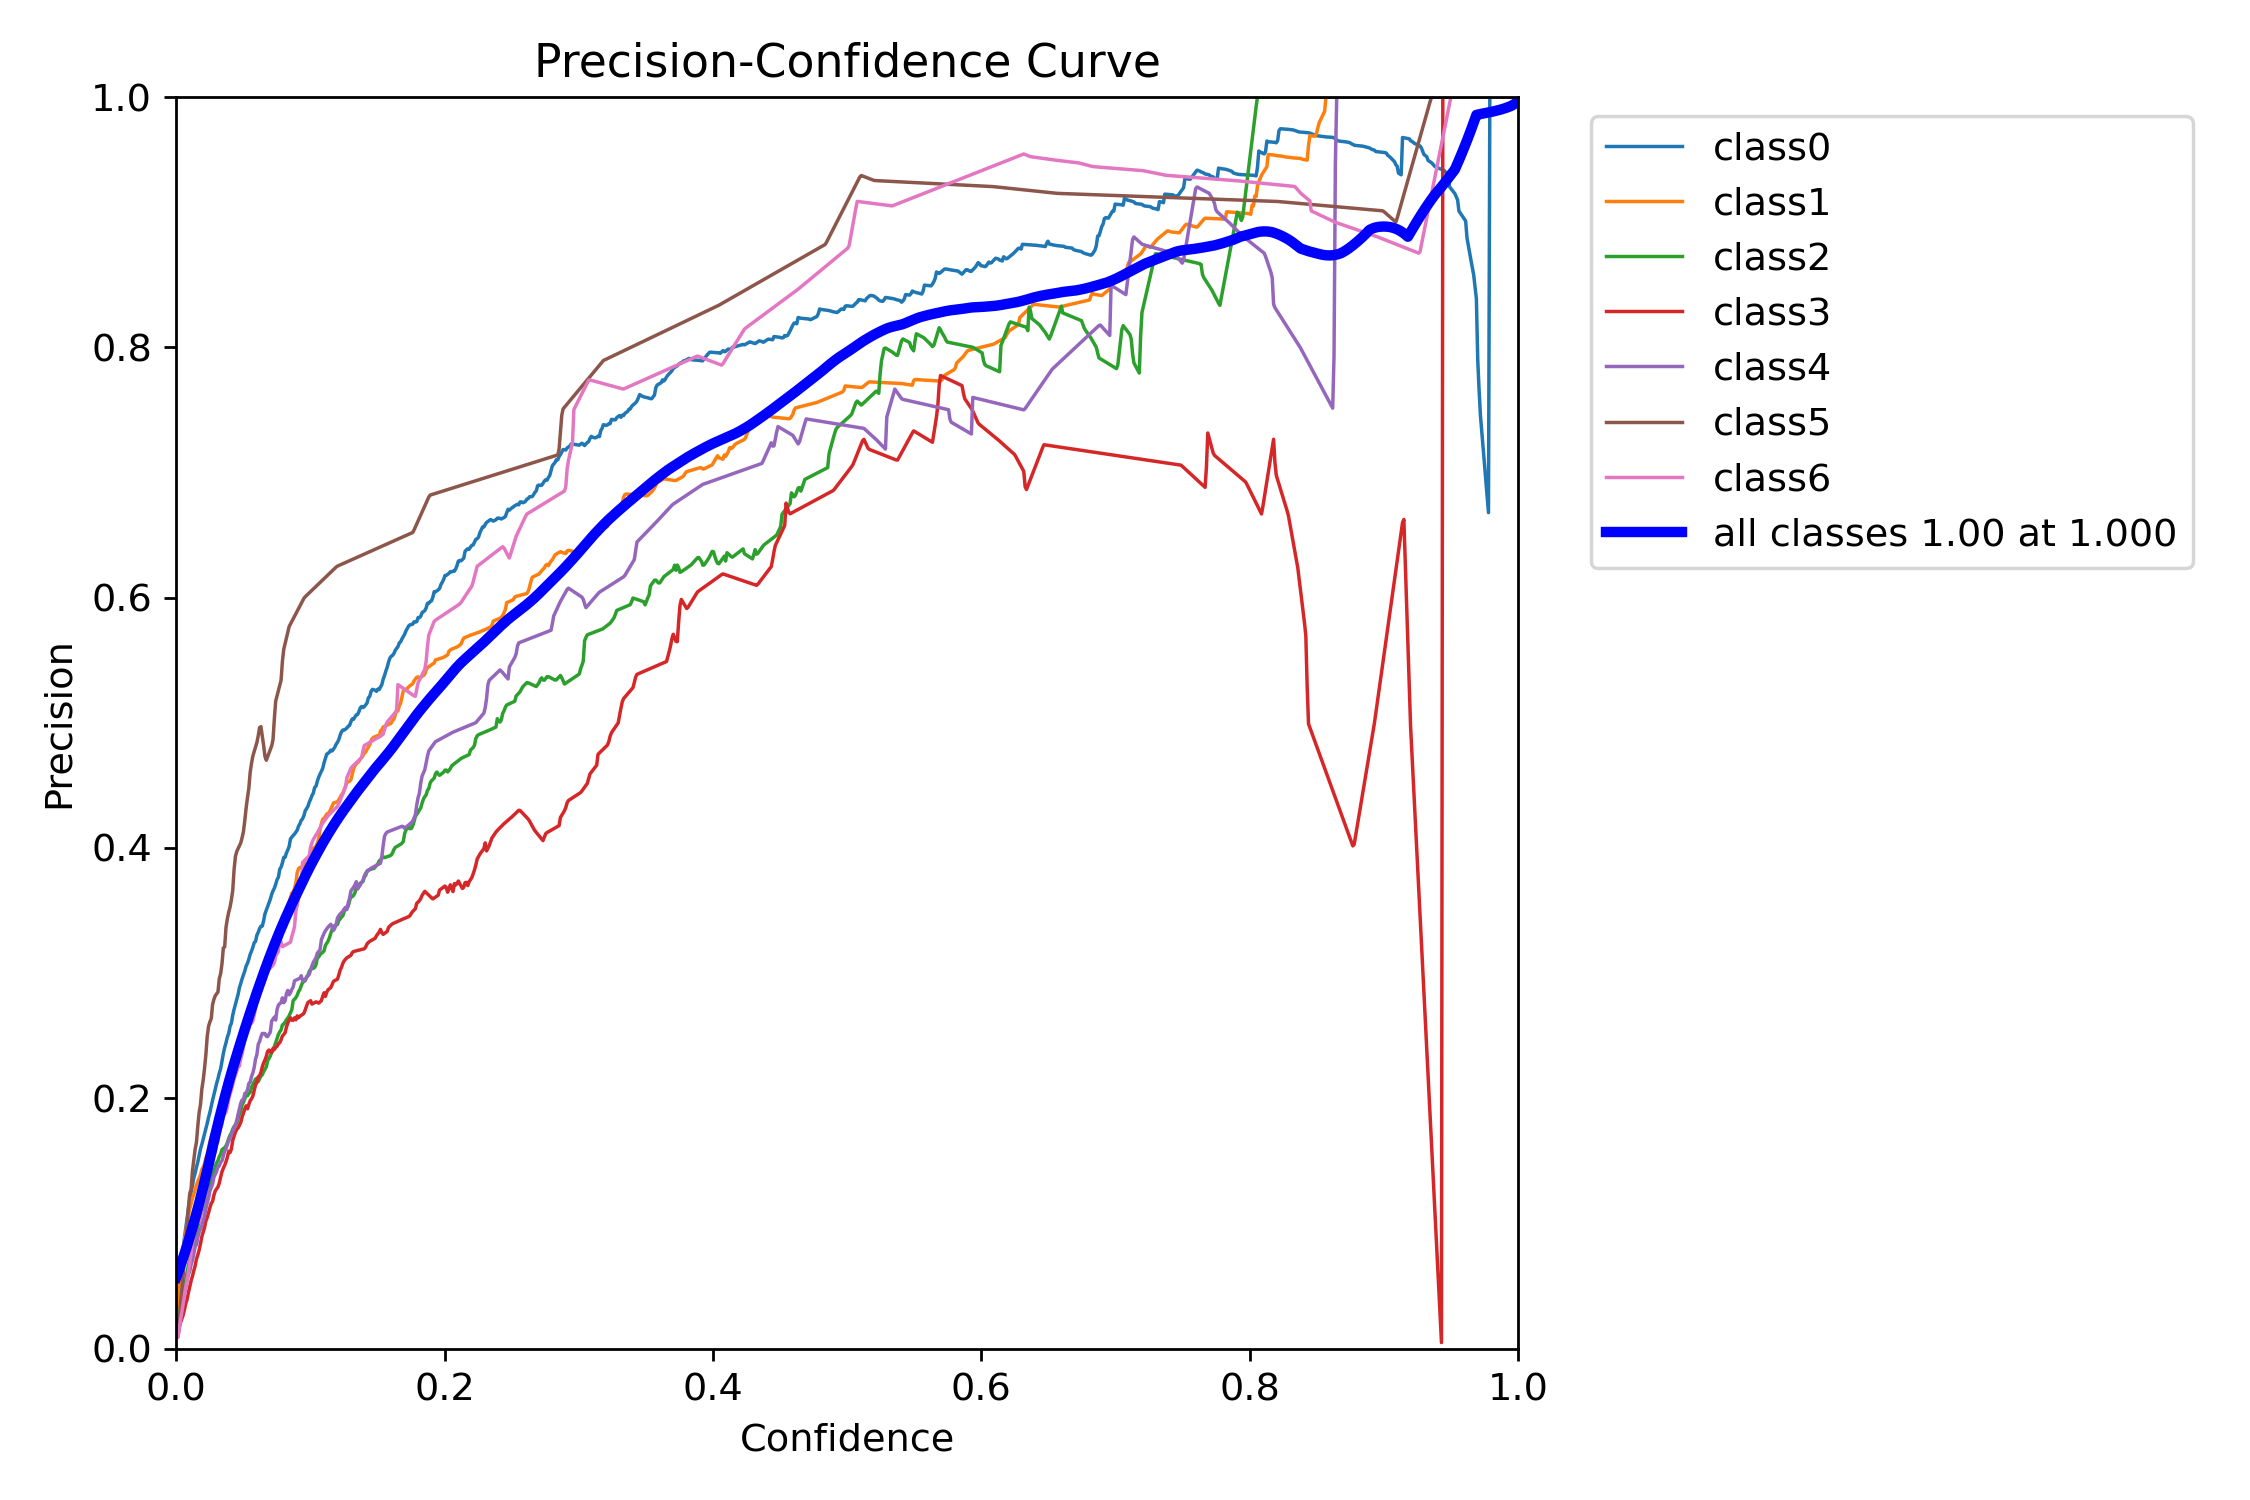 Precision-Confidence Curve
1.0
0.8
0.6
0.4
0.2
0.0
Precision
0.0 0.2 0.4 0.6 0.8 1.0
Confidence
class0
class1
class2
class3
class4
class5
class6
all classes 1.00 at 1.000